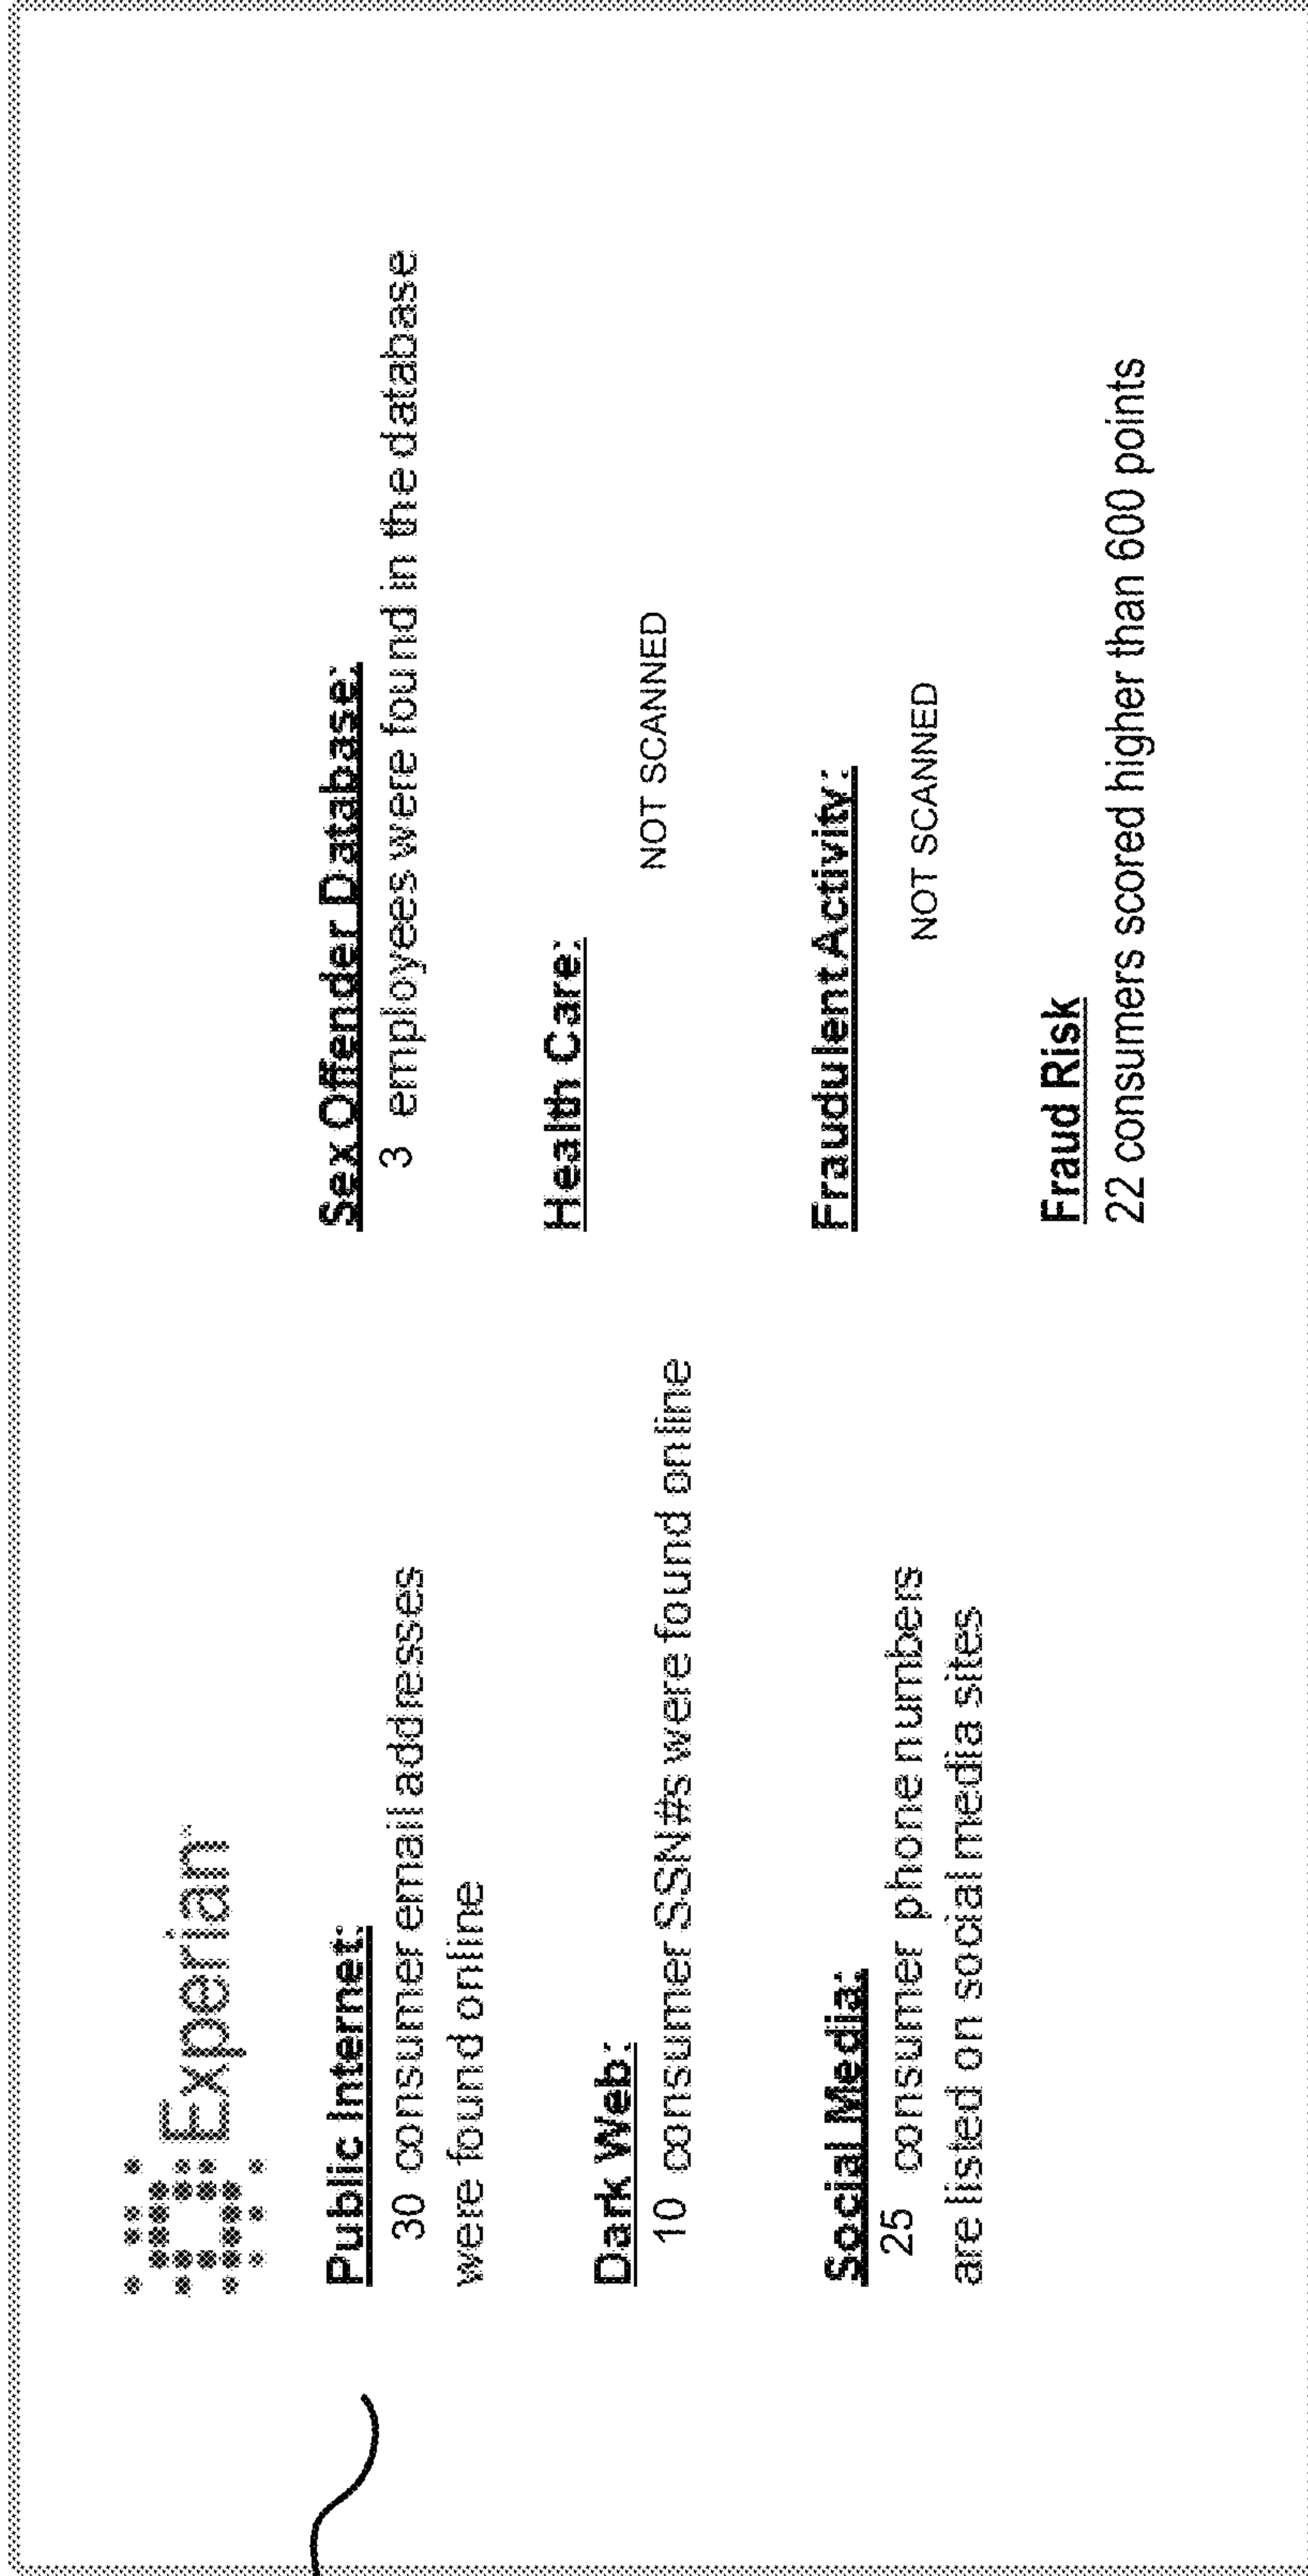 Experian
Public Internet:
30 consumer email addresses
were found online
Dark Web:
10 consumer SSN#s were found online
Social Media:
25 consumer phone numbers
are listed on social media sites
Sex Offender Database:
3 employees were found in the database
Health Care:
NOT SCANNED
Fraudulent Activity:
NOT SCANNED
Fraud Risk
22 consumers scored higher than 600 points